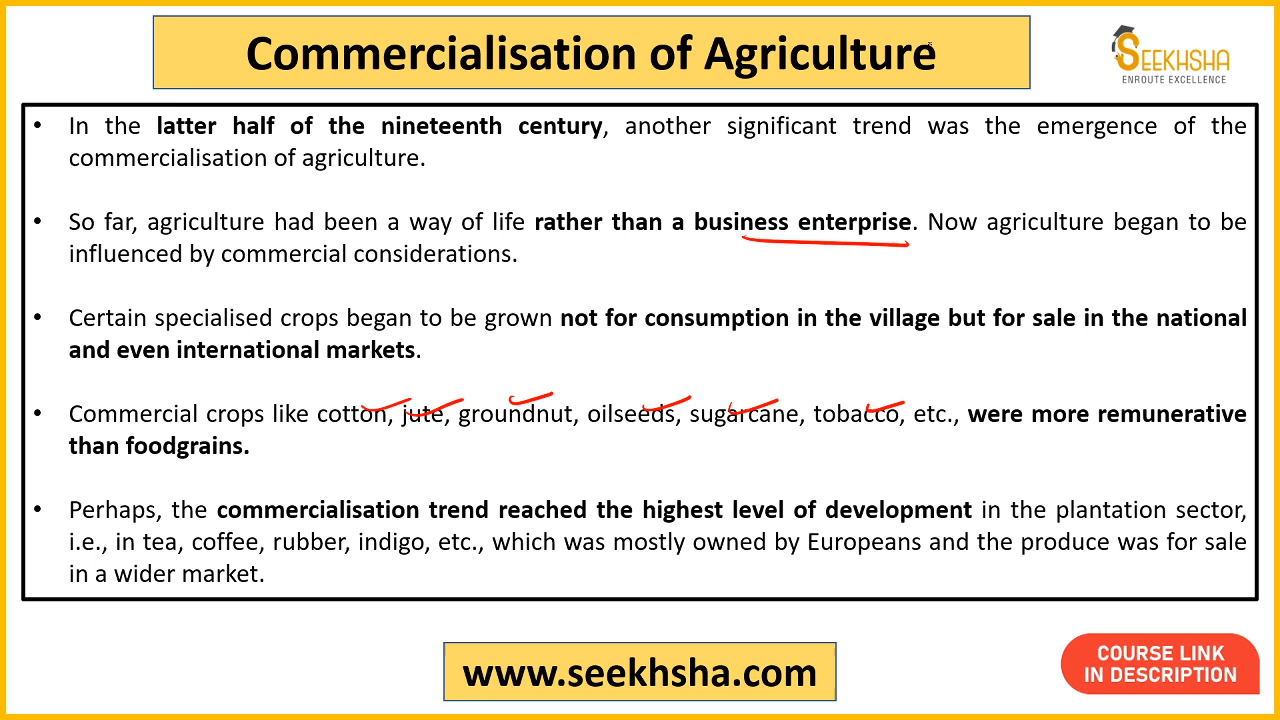 Commercialisation of Agriculture
SEEKHSHA
ENROUTE EXCELLENCE
• In the latter half of the nineteenth century, another significant trend was the emergence of the
commercialisation of agriculture.
• So far, agriculture had been a way of life rather than a business enterprise. Now agriculture began to be
influenced by commercial considerations.
• Certain specialised crops began to be grown not for consumption in the village but for sale in the national
and even international markets.
• Commercial crops like cotton, jute, groundnut, oilseeds, sugarcane, tobacco, etc., were more remunerative
than foodgrains.
• Perhaps, the commercialisation trend reached the highest level of development in the plantation sector,
i.e., in tea, coffee, rubber, indigo, etc., which was mostly owned by Europeans and the produce was for sale
in a wider market.
www.seekhsha.com
COURSE LINK
IN DESCRIPTION